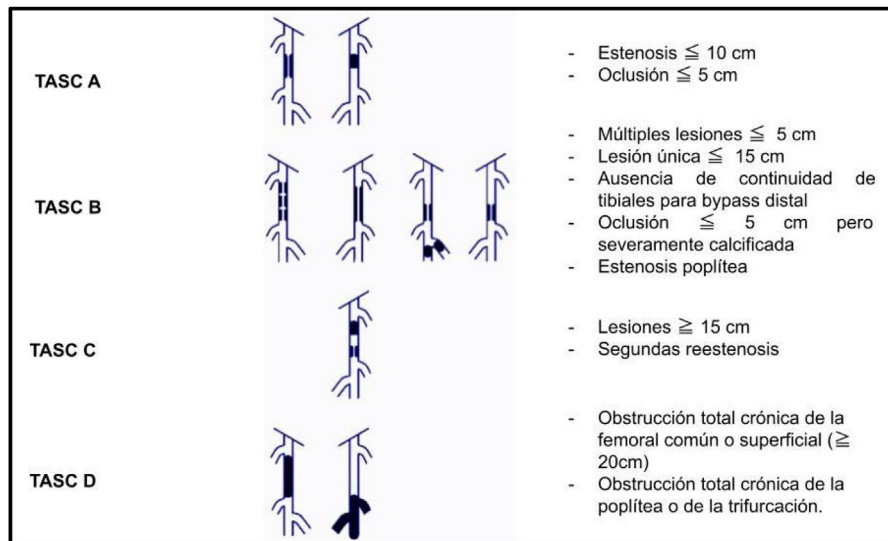 TASC A
- Estenosis ≦ 10 cm
- Oclusión ≦ 5 cm
TASC B
- Múltiples lesiones ≦ 5 cm
- Lesión única ≦ 15 cm
- Ausencia de continuidad de
tibiales para bypass distal
- Oclusión ≦ 5 cm pero
severamente calcificada
- Estenosis poplítea
TASC C
- Lesiones ≧ 15 cm
- Segundas reestenosis
TASC D
- Obstrucción total crónica de la
femoral común o superficial (≧
20cm)
- Obstrucción total crónica de la
poplítea o de la trifurcación.